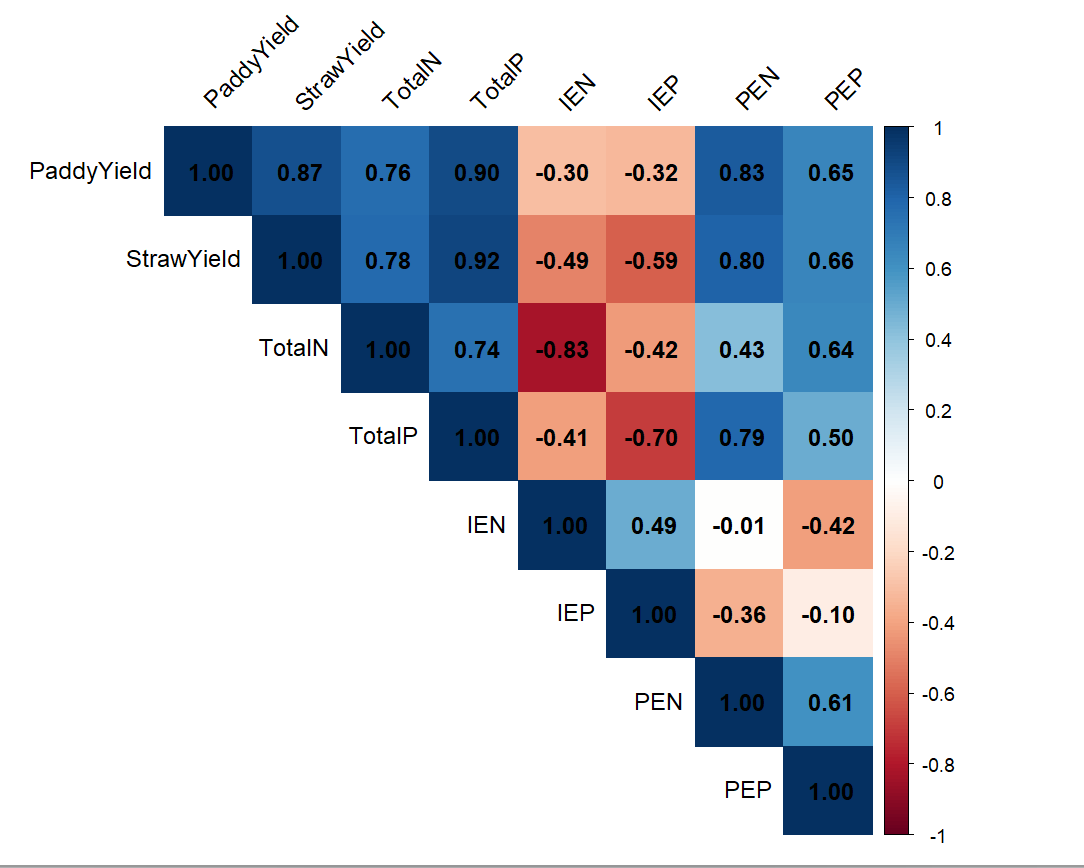 PaddyYield StrawYield TotalN TotalP IEN IEP PEN PEP
PaddyYield 1.00 0.87 0.76 0.90 -0.30 -0.32 0.83 0.65
StrawYield 1.00 0.78 0.92 -0.49 -0.59 0.80 0.66
TotalN 1.00 0.74 -0.83 -0.42 0.43 0.64
TotalP 1.00 -0.41 -0.70 0.79 0.50
IEN 1.00 0.49 -0.01 -0.42
IEP 1.00 -0.36 -0.10
PEN 1.00 0.61
PEP 1.00
1
0.8
0.6
0.4
0.2
0
-0.2
-0.4
-0.6
-0.8
-1